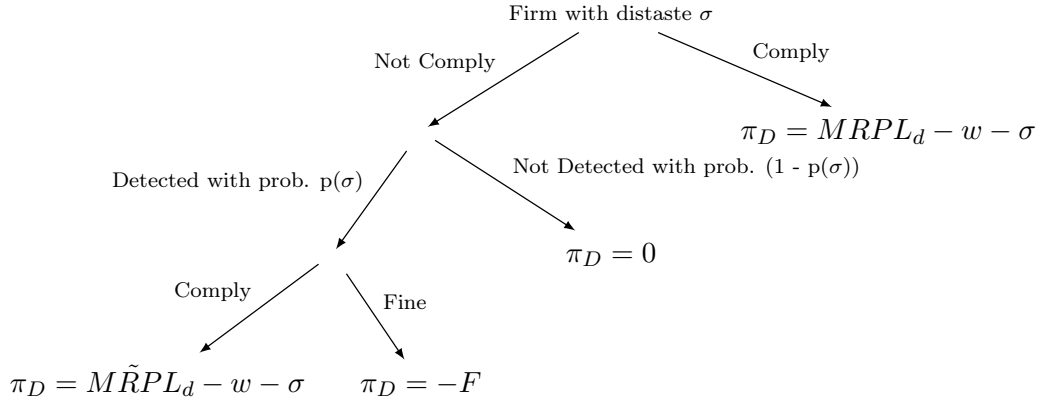 Firm with distaste σ
Not Comply
Comply
π_D = MRPL_d − w − σ
Detected with prob. p(σ)
Not Detected with prob. (1 - p(σ))
π_D = 0
Comply
Fine
π_D = MR̃PL_d − w − σ
π_D = −F